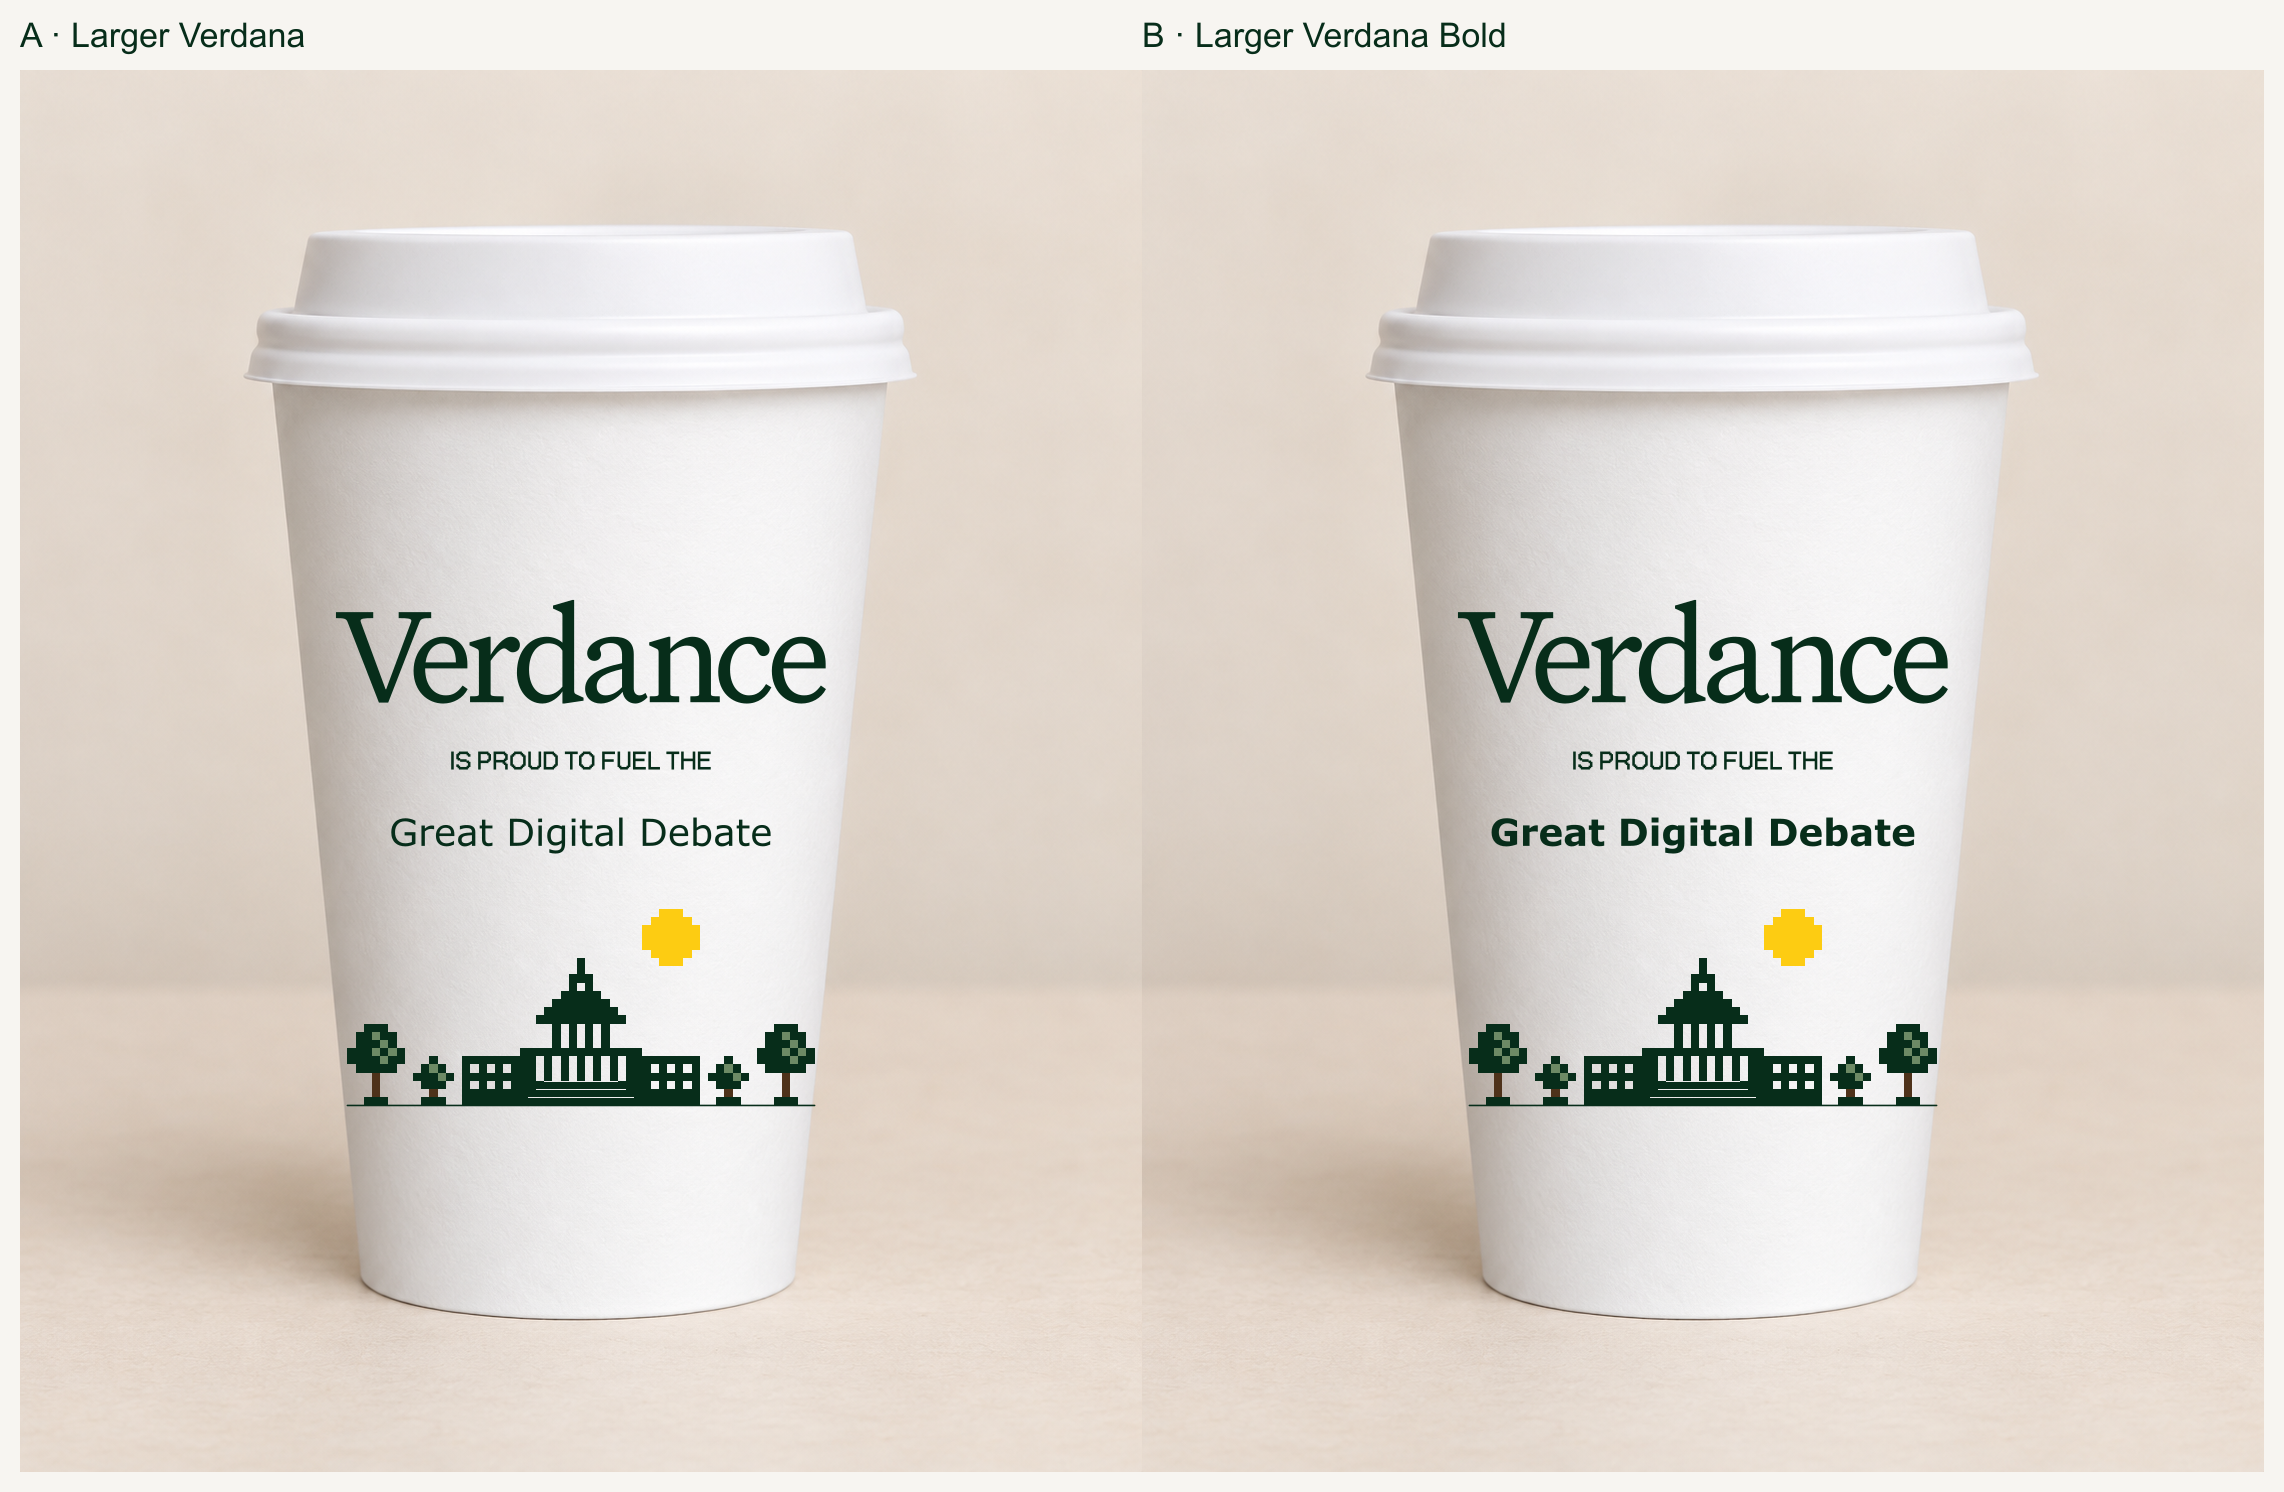 A · Larger Verdana
Verdance
IS PROUD TO FUEL THE
Great Digital Debate
B · Larger Verdana Bold
Verdance
IS PROUD TO FUEL THE
Great Digital Debate